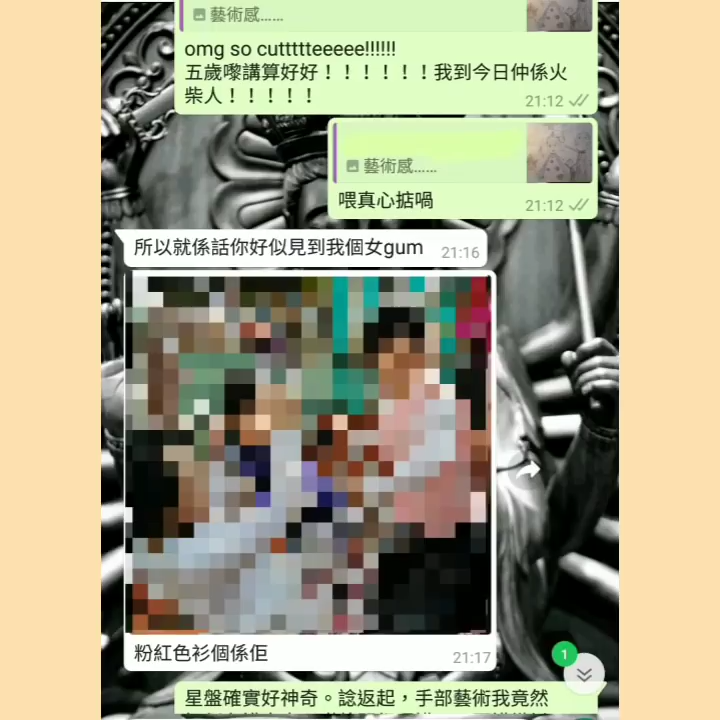 藝術感......
omg so cuttttteeeee!!!!!!
五歲嚟講算好好！！！！！！我到今日仲係火
柴人！！！！！
21:12
藝術感......
喂真心掂喎
21:12
所以就係話你好似見到我個女gum
21:16
粉紅色衫個係佢
21:17
1
星盤確實好神奇。諗返起，手部藝術我竟然